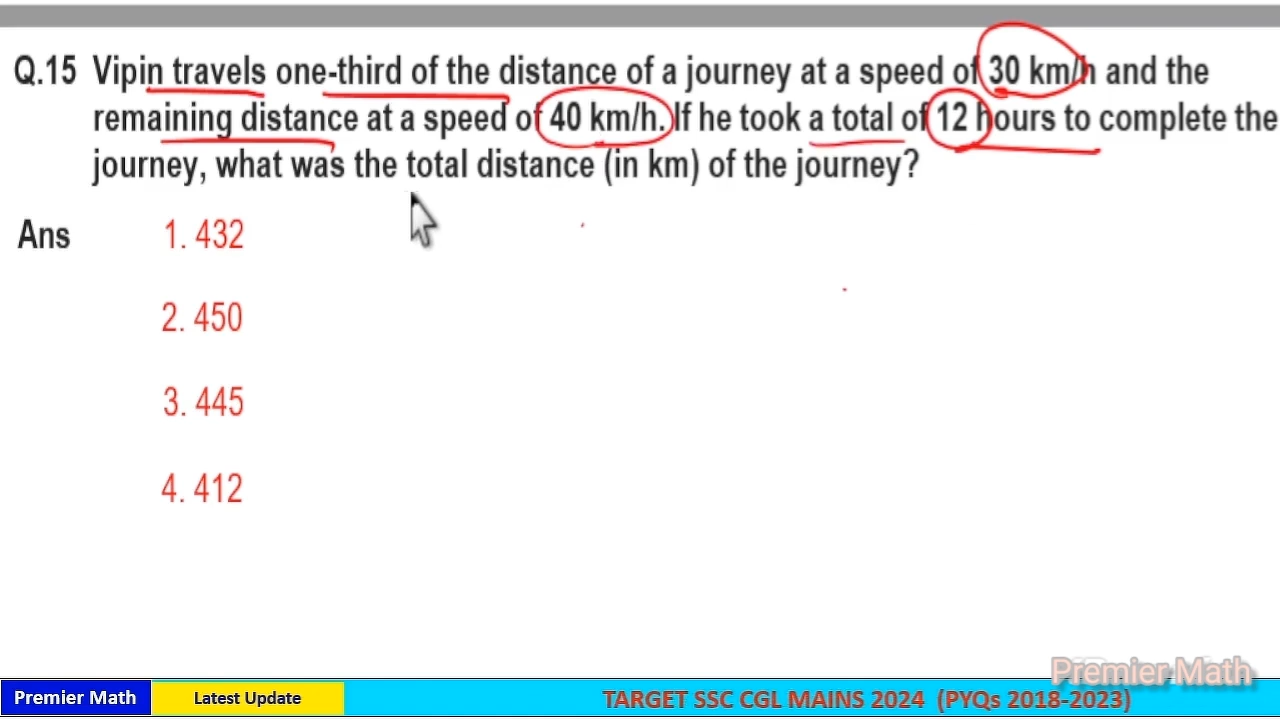 Q.15 Vipin travels one-third of the distance of a journey at a speed of 30 km/h and the
remaining distance at a speed of 40 km/h. If he took a total of 12 hours to complete the
journey, what was the total distance (in km) of the journey?
Ans 1. 432
2. 450
3. 445
4. 412
Premier Math
Premier Math Latest Update TARGET SSC CGL MAINS 2024 (PYQs 2018-2023)